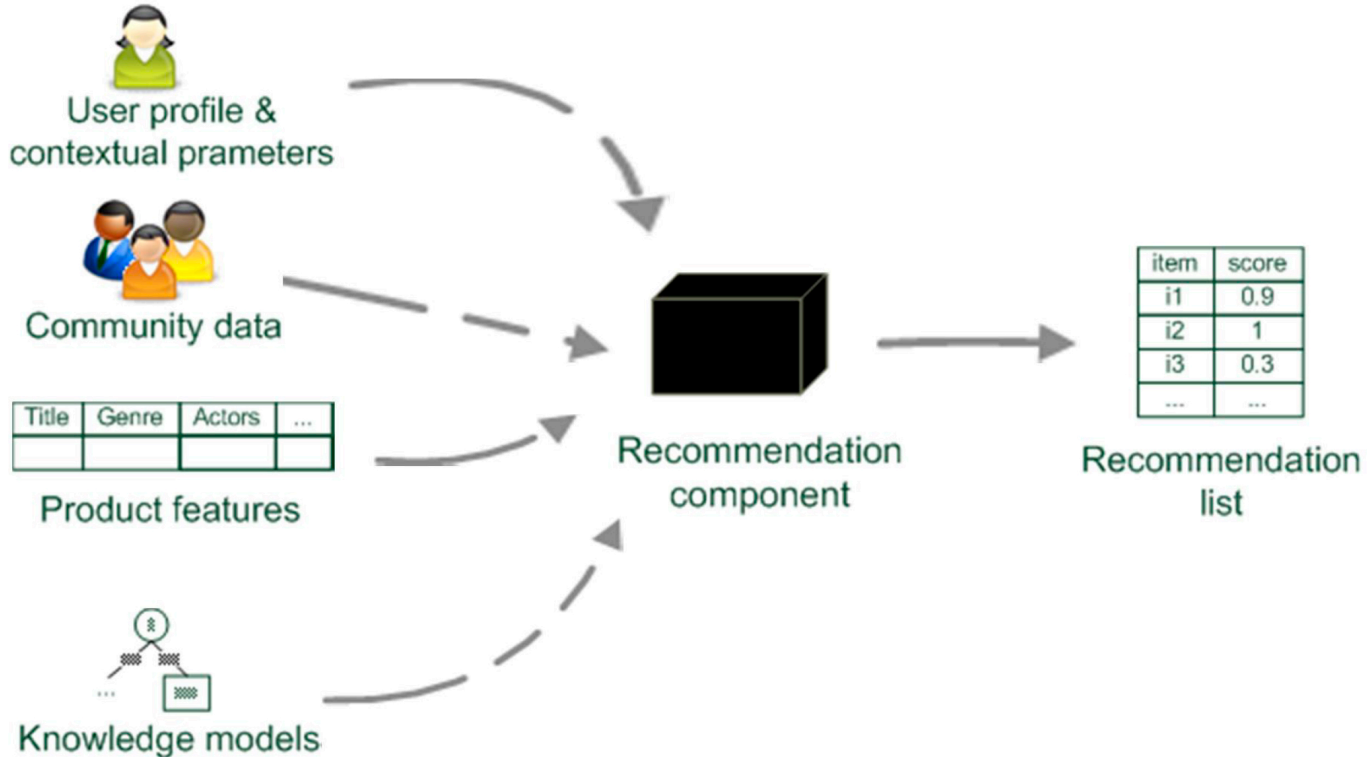 User profile &
contextual prameters
Community data
Title Genre Actors ...
Product features
...
Knowledge models
Recommendation
component
item score
i1 0.9
i2 1
i3 0.3
... ...
Recommendation
list